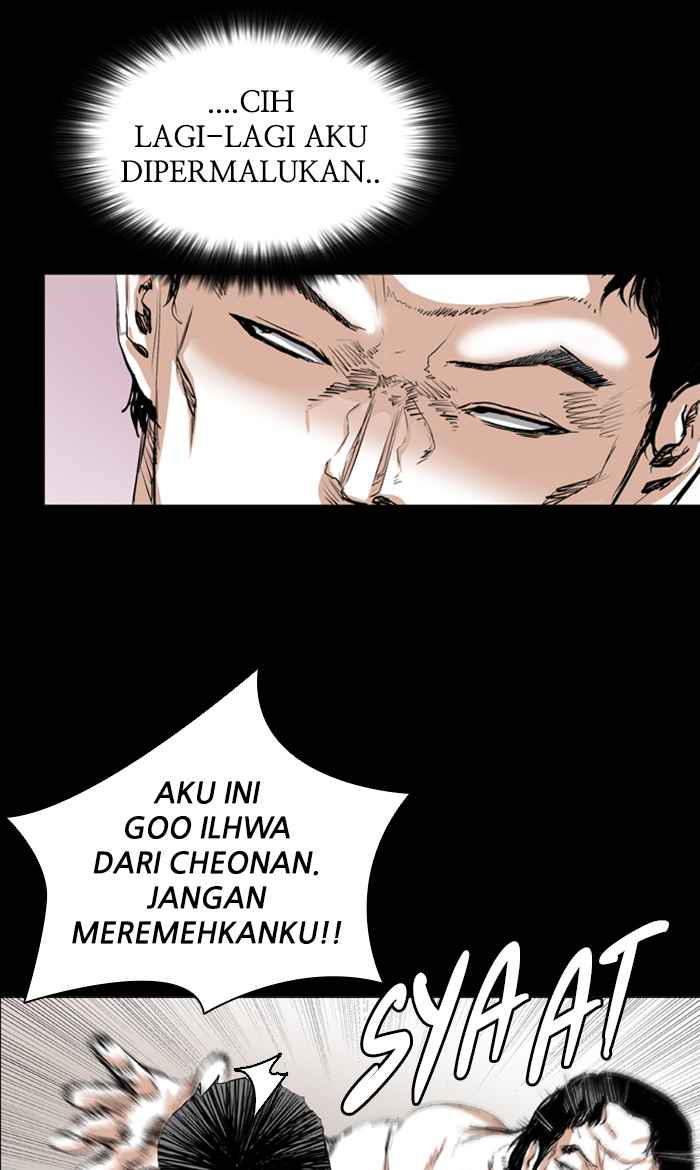 ....CIH
LAGI-LAGI AKU
DIPERMALUKAN..
AKU INI
GOO ILHWA
DARI CHEONAN.
JANGAN
MEREMEHKANKU!!
SYAAT